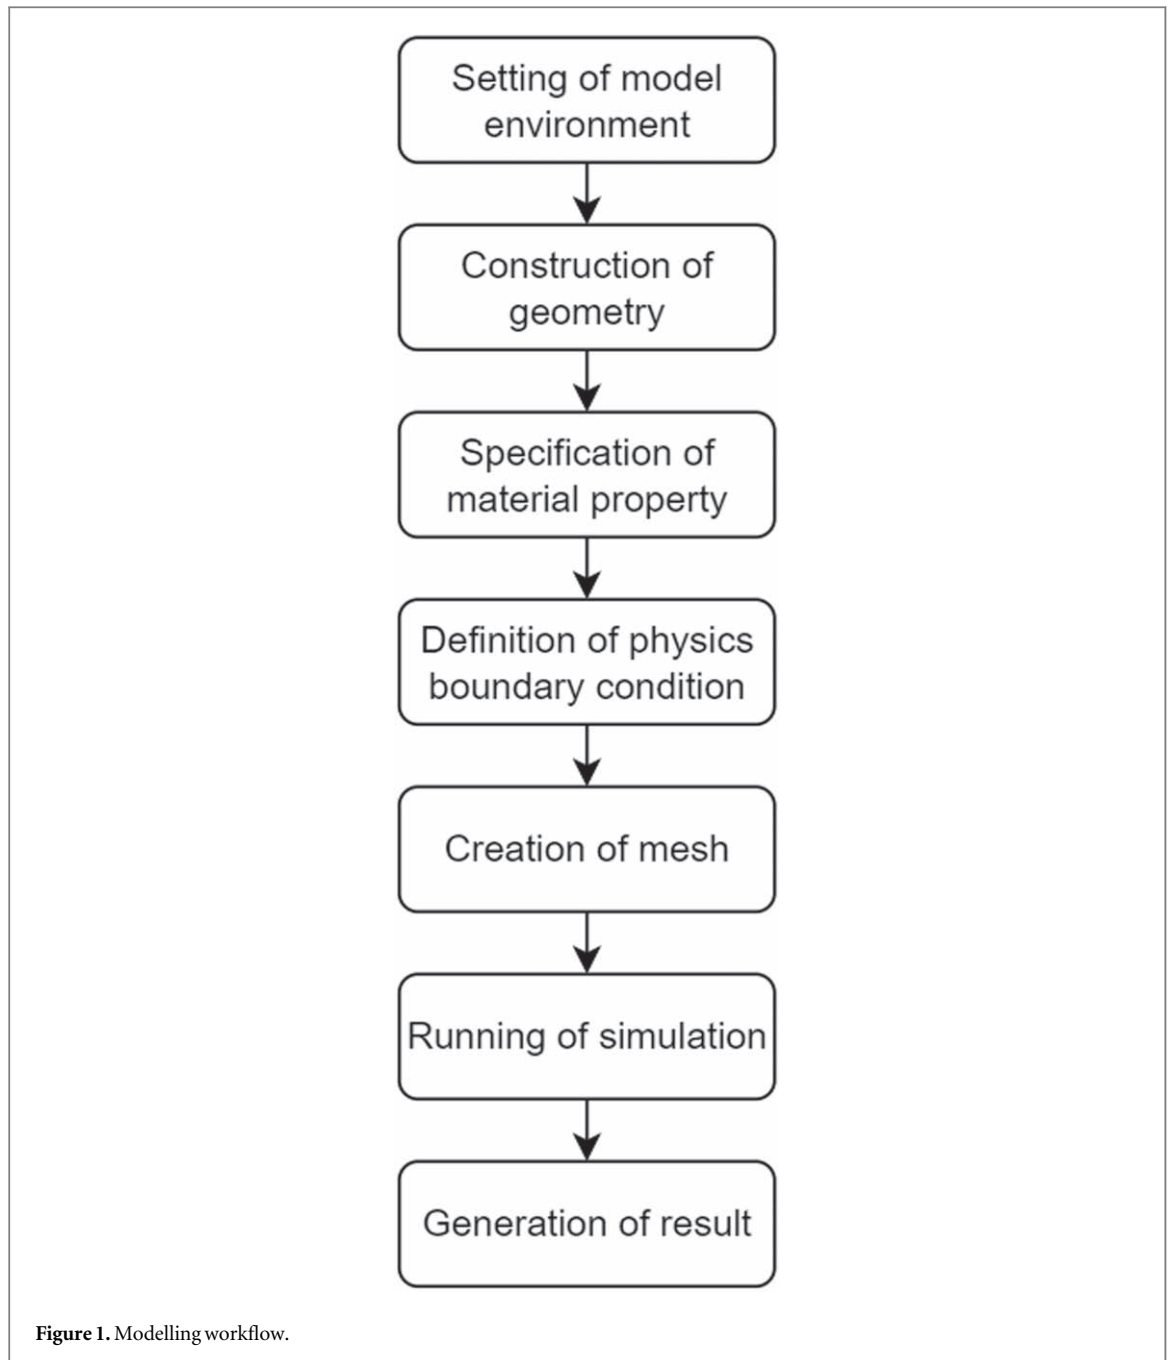 Setting of model
environment
Construction of
geometry
Specification of
material property
Definition of physics
boundary condition
Creation of mesh
Running of simulation
Generation of result
Figure 1. Modelling workflow.